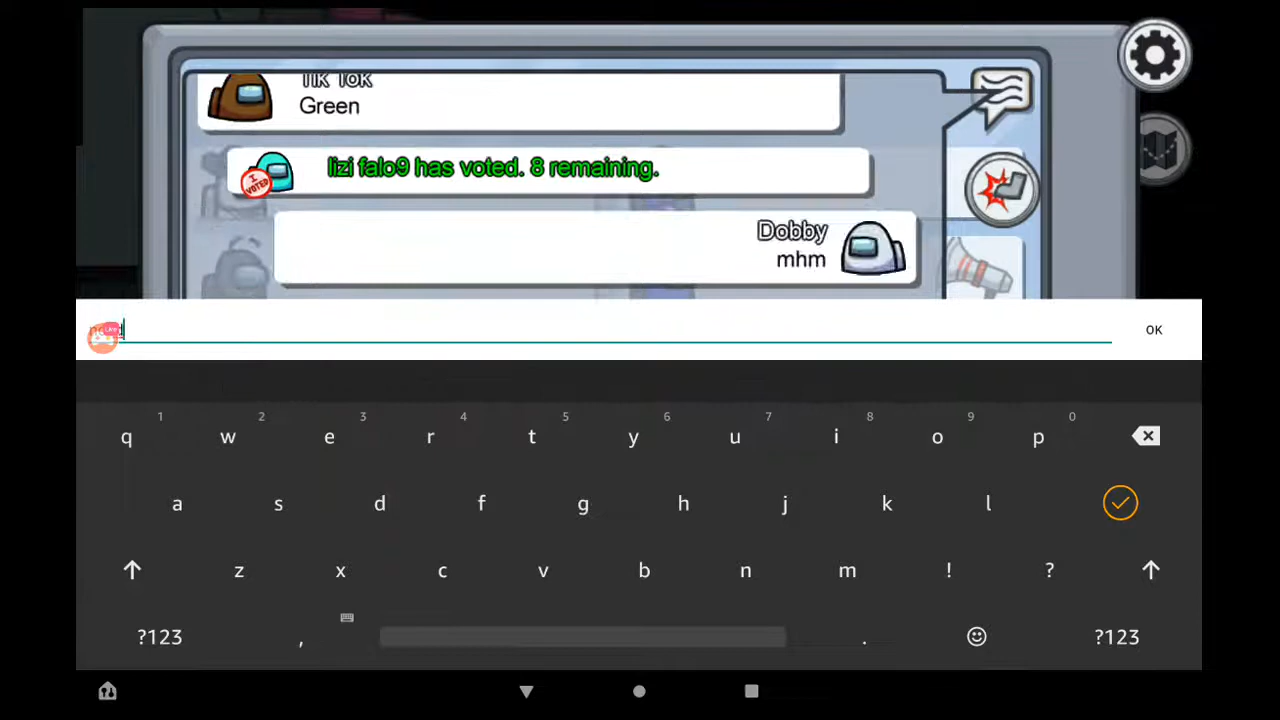 Tik Tok
Green
I VOTED
lizi falo9 has voted. 8 remaining.
Dobby
mhm
OK
1 2 3 4 5 6 7 8 9 0
q w e r t y u i o p
a s d f g h j k l
z x c v b n m ! ?
?123 , . ?123